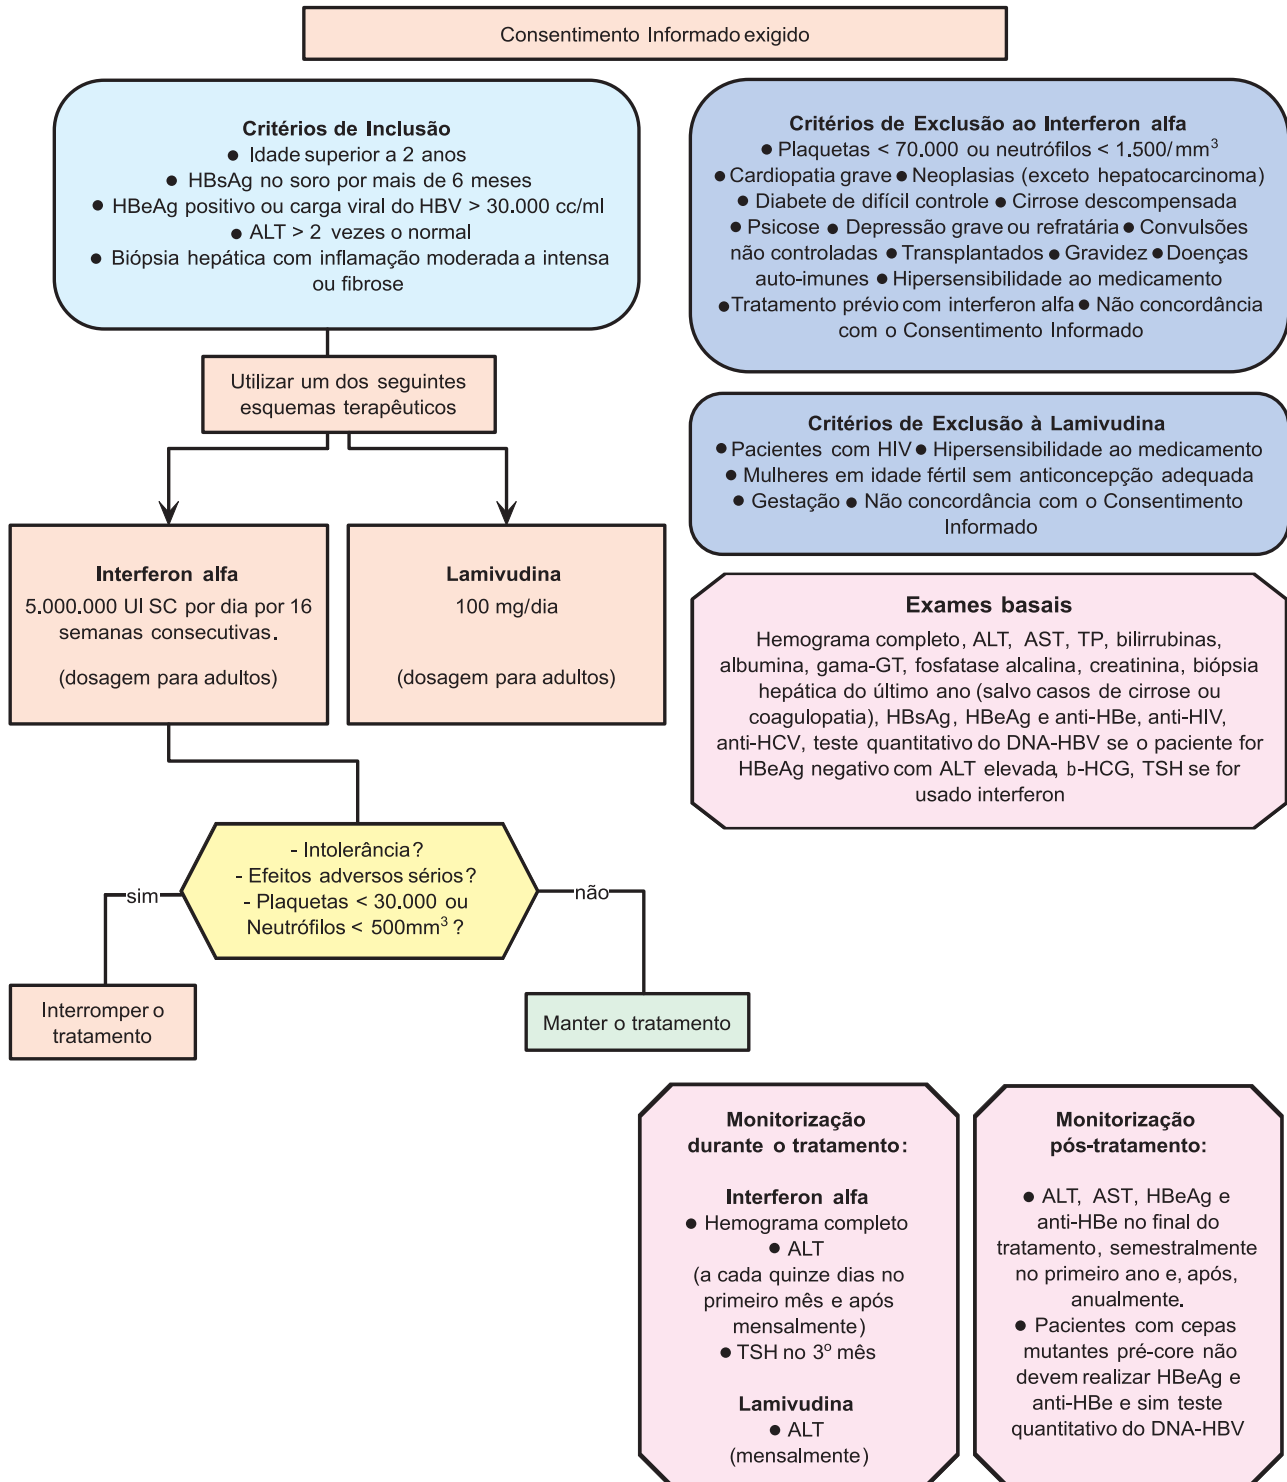 Consentimento Informado exigido
Critérios de Inclusão
● Idade superior a 2 anos
● HBsAg no soro por mais de 6 meses
● HBeAg positivo ou carga viral do HBV > 30.000 cc/ml
● ALT > 2 vezes o normal
● Biópsia hepática com inflamação moderada a intensa
ou fibrose
Critérios de Exclusão ao Interferon alfa
● Plaquetas < 70.000 ou neutrófilos < 1.500/mm³
● Cardiopatia grave ● Neoplasias (exceto hepatocarcinoma)
● Diabete de difícil controle ● Cirrose descompensada
● Psicose ● Depressão grave ou refratária ● Convulsões
não controladas ● Transplantados ● Gravidez ● Doenças
auto-imunes ● Hipersensibilidade ao medicamento
● Tratamento prévio com interferon alfa ● Não concordância
com o Consentimento Informado
Utilizar um dos seguintes
esquemas terapêuticos
Critérios de Exclusão à Lamivudina
● Pacientes com HIV ● Hipersensibilidade ao medicamento
● Mulheres em idade fértil sem anticoncepção adequada
● Gestação ● Não concordância com o Consentimento
Informado
Interferon alfa
5.000.000 UI SC por dia por 16
semanas consecutivas.
(dosagem para adultos)
Lamivudina
100 mg/dia
(dosagem para adultos)
Exames basais
Hemograma completo, ALT, AST, TP, bilirrubinas,
albumina, gama-GT, fosfatase alcalina, creatinina, biópsia
hepática do último ano (salvo casos de cirrose ou
coagulopatia), HBsAg, HBeAg e anti-HBe, anti-HIV,
anti-HCV, teste quantitativo do DNA-HBV se o paciente for
HBeAg negativo com ALT elevada, b-HCG, TSH se for
usado interferon
- Intolerância?
- Efeitos adversos sérios?
- Plaquetas < 30.000 ou
Neutrófilos < 500mm³ ?
sim
não
Interromper o
tratamento
Manter o tratamento
Monitorização
durante o tratamento:
Interferon alfa
● Hemograma completo
● ALT
(a cada quinze dias no
primeiro mês e após
mensalmente)
● TSH no 3º mês
Lamivudina
● ALT
(mensalmente)
Monitorização
pós-tratamento:
● ALT, AST, HBeAg e
anti-HBe no final do
tratamento, semestralmente
no primeiro ano e, após,
anualmente.
● Pacientes com cepas
mutantes pré-core não
devem realizar HBeAg e
anti-HBe e sim teste
quantitativo do DNA-HBV